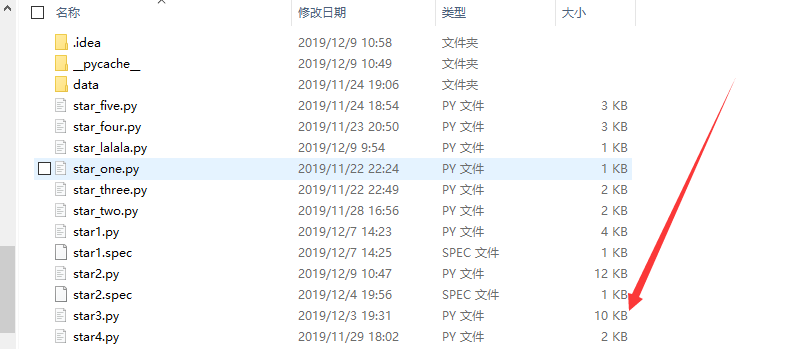 名称 修改日期 类型 大小
.idea 2019/12/9 10:58 文件夹
__pycache__ 2019/12/9 10:49 文件夹
data 2019/11/24 19:06 文件夹
star_five.py 2019/11/24 18:54 PY 文件 3 KB
star_four.py 2019/11/23 20:50 PY 文件 3 KB
star_lalala.py 2019/12/9 9:54 PY 文件 1 KB
star_one.py 2019/11/22 22:24 PY 文件 1 KB
star_three.py 2019/11/22 22:49 PY 文件 2 KB
star_two.py 2019/11/28 16:56 PY 文件 2 KB
star1.py 2019/12/7 14:23 PY 文件 4 KB
star1.spec 2019/12/7 14:25 SPEC 文件 1 KB
star2.py 2019/12/9 10:47 PY 文件 12 KB
star2.spec 2019/12/4 19:56 SPEC 文件 1 KB
star3.py 2019/12/3 19:31 PY 文件 10 KB
star4.py 2019/11/29 18:02 PY 文件 2 KB